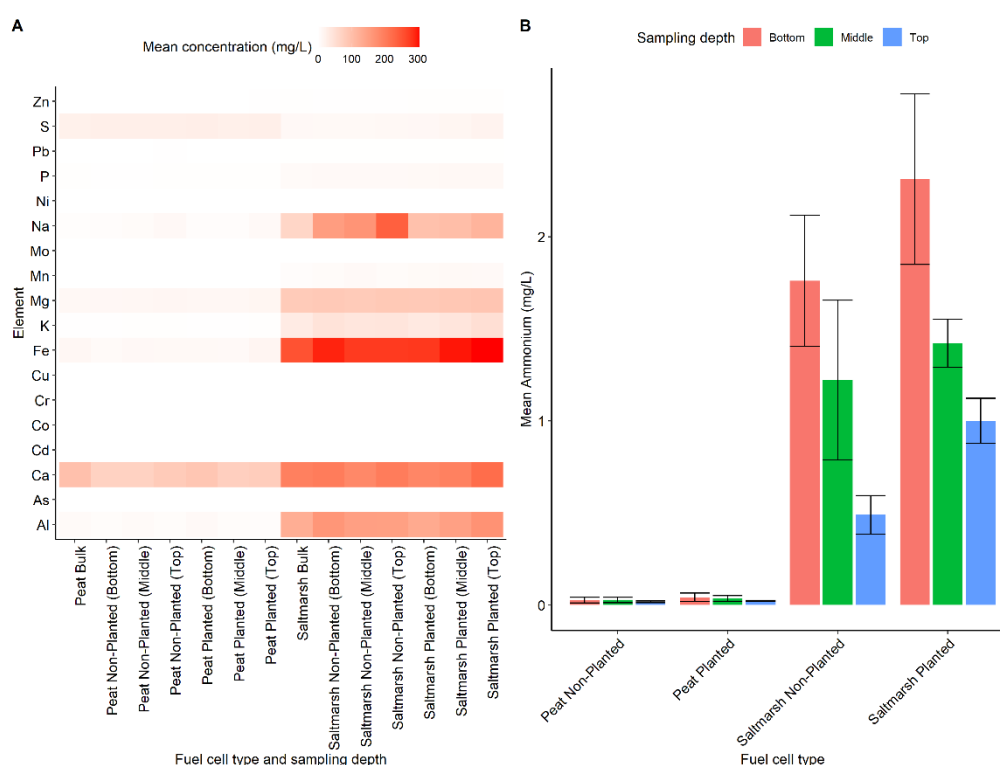 A
Mean concentration (mg/L)
0 100 200 300
Element
Zn
S
Pb
P
Ni
Na
Mo
Mn
Mg
K
Fe
Cu
Cr
Co
Cd
Ca
As
Al
Peat Bulk
Peat Non-Planted (Bottom)
Peat Non-Planted (Middle)
Peat Non-Planted (Top)
Peat Planted (Bottom)
Peat Planted (Middle)
Peat Planted (Top)
Saltmarsh Bulk
Saltmarsh Non-Planted (Bottom)
Saltmarsh Non-Planted (Middle)
Saltmarsh Non-Planted (Top)
Saltmarsh Planted (Bottom)
Saltmarsh Planted (Middle)
Saltmarsh Planted (Top)
Fuel cell type and sampling depth
B
Sampling depth Bottom Middle Top
Mean Ammonium (mg/L)
2
1
0
Peat Non-Planted
Peat Planted
Saltmarsh Non-Planted
Saltmarsh Planted
Fuel cell type